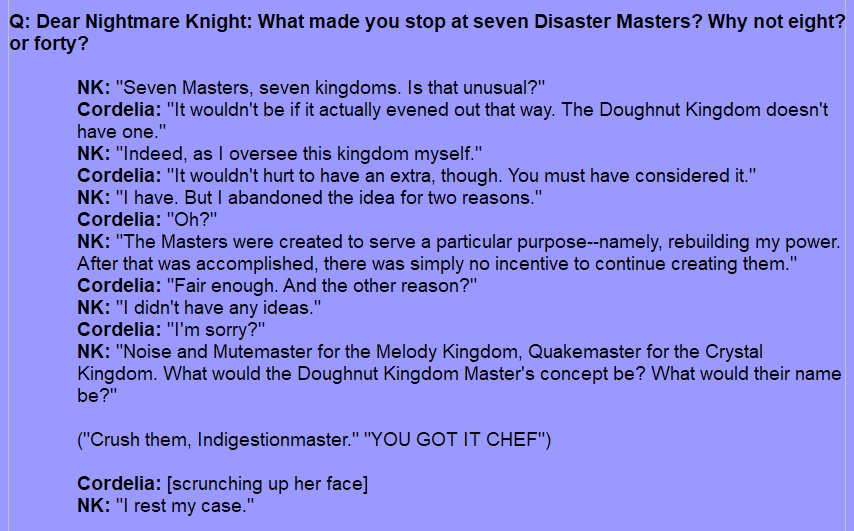 Q: Dear Nightmare Knight: What made you stop at seven Disaster Masters? Why not eight?
or forty?
NK: "Seven Masters, seven kingdoms. Is that unusual?"
Cordelia: "It wouldn't be if it actually evened out that way. The Doughnut Kingdom doesn't
have one."
NK: "Indeed, as I oversee this kingdom myself."
Cordelia: "It wouldn't hurt to have an extra, though. You must have considered it."
NK: "I have. But I abandoned the idea for two reasons."
Cordelia: "Oh?"
NK: "The Masters were created to serve a particular purpose--namely, rebuilding my power.
After that was accomplished, there was simply no incentive to continue creating them."
Cordelia: "Fair enough. And the other reason?"
NK: "I didn't have any ideas."
Cordelia: "I'm sorry?"
NK: "Noise and Mutemaster for the Melody Kingdom, Quakemaster for the Crystal
Kingdom. What would the Doughnut Kingdom Master's concept be? What would their name
be?"
("Crush them, Indigestionmaster." "YOU GOT IT CHEF")
Cordelia: [scrunching up her face]
NK: "I rest my case."